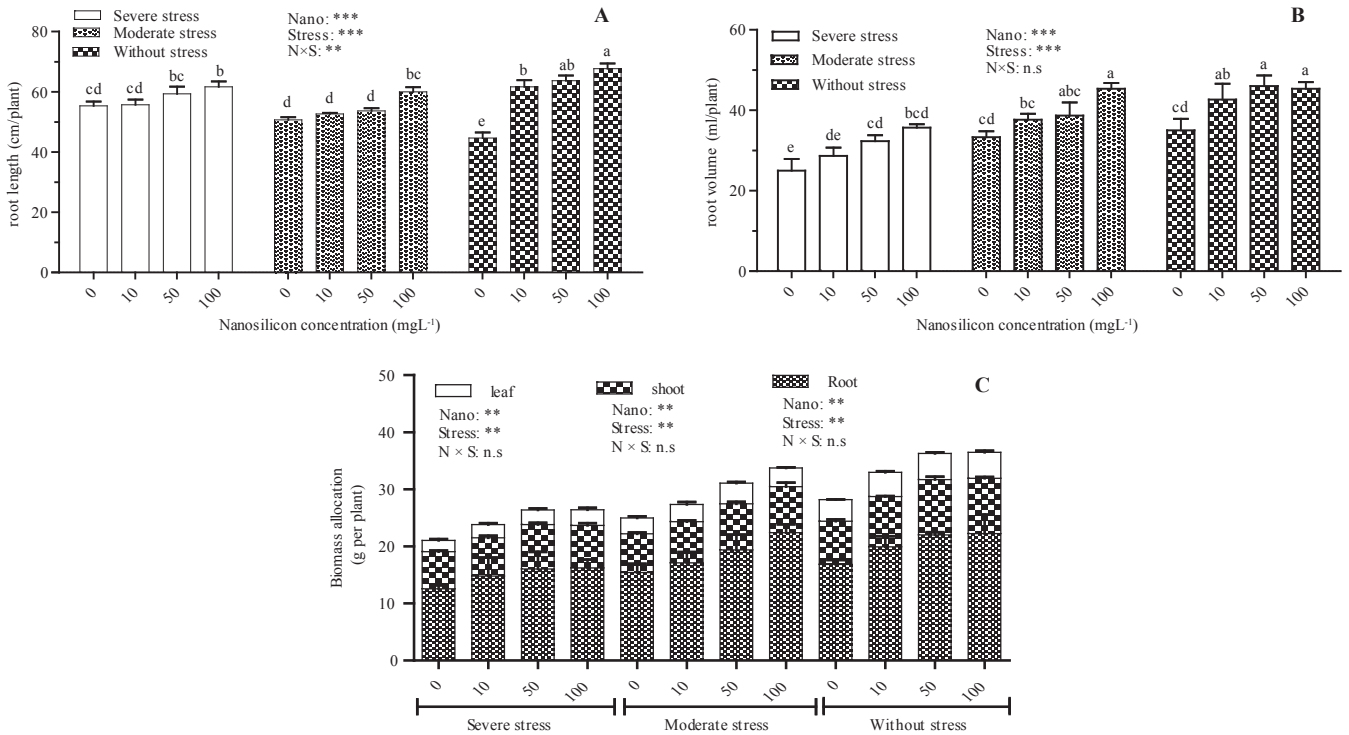 A
Severe stress
Moderate stress
Without stress
Nano: ***
Stress: ***
N×S: **
80
60
40
20
0
root length (cm/plant)
cd cd bc b d d d bc e b ab a
0 10 50 100 0 10 50 100 0 10 50 100
Nanosilicon concentration (mgL-1)
B
Severe stress
Moderate stress
Without stress
Nano: ***
Stress: ***
N×S: n.s
60
40
20
0
root volume (ml/plant)
e de cd bcd cd bc abc a cd ab a a
0 10 50 100 0 10 50 100 0 10 50 100
Nanosilicon concentration (mgL-1)
C
leaf shoot Root
Nano: ** Nano: ** Nano: **
Stress: ** Stress: ** Stress: **
N × S: n.s N × S: n.s N × S: n.s
50
40
30
20
10
0
Biomass allocation
(g per plant)
0 10 50 100 0 10 50 100 0 10 50 100
Severe stress Moderate stress Without stress